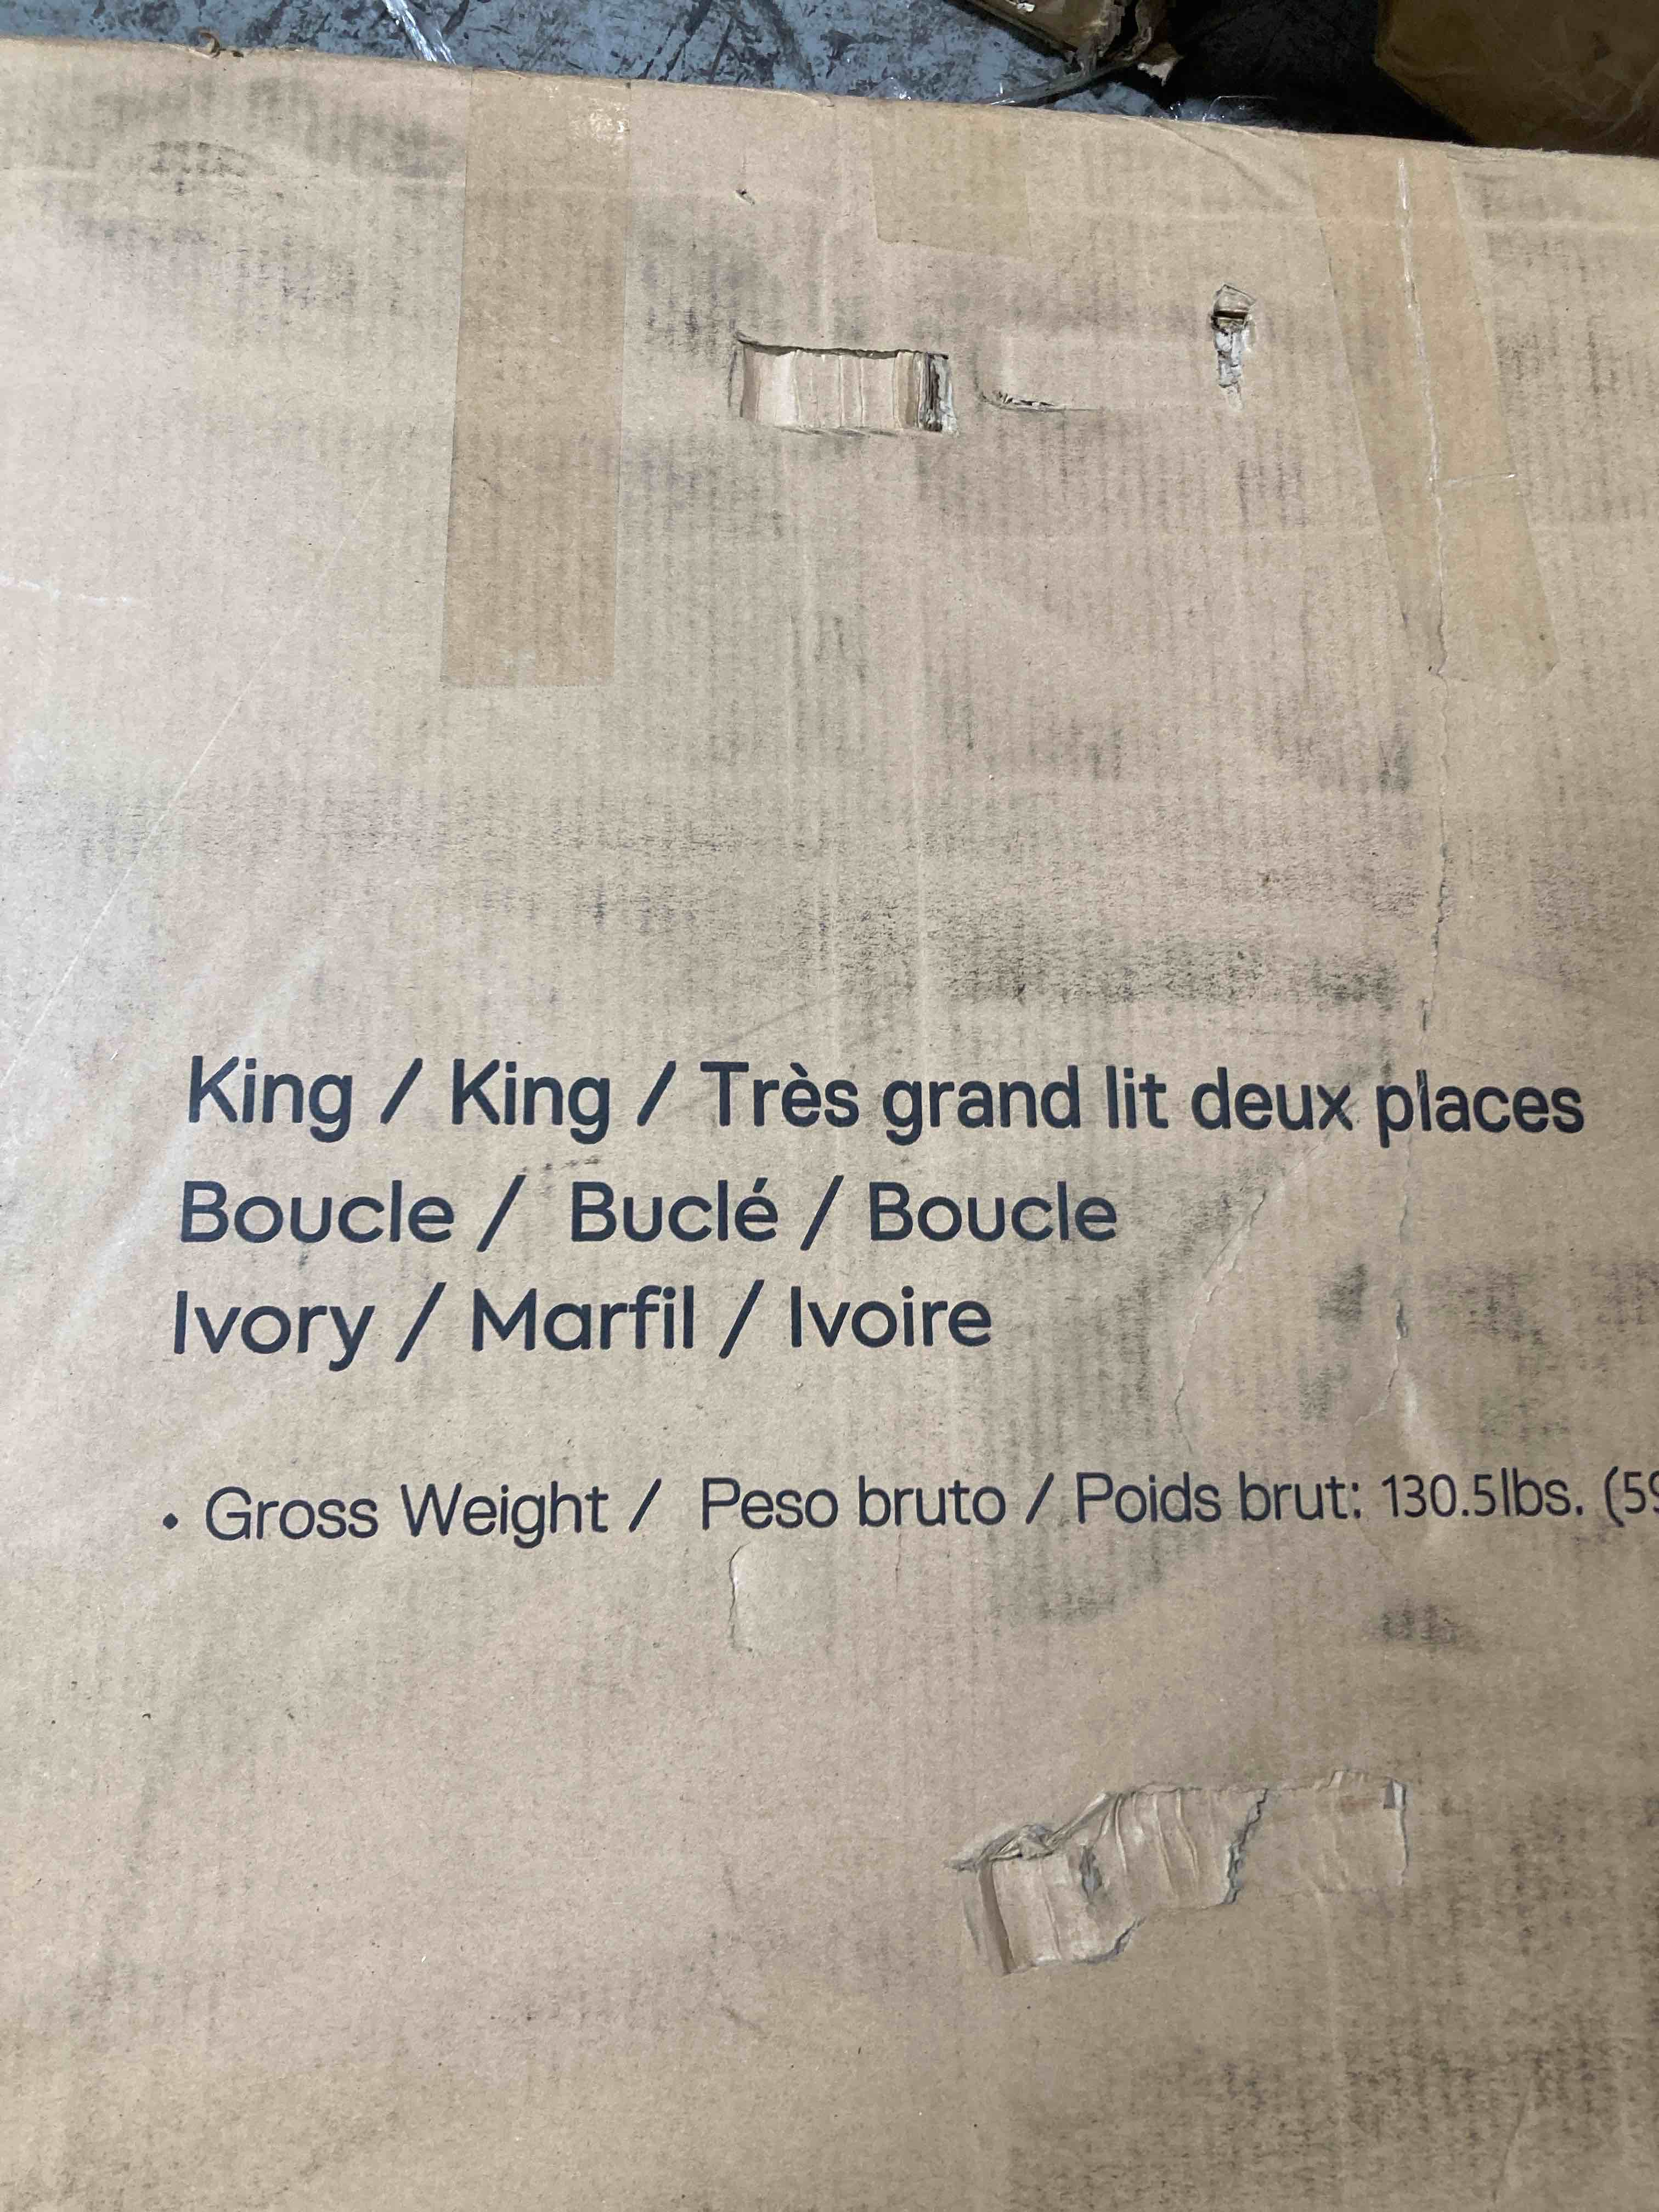 King / King / Très grand lit deux places
Boucle / Buclé / Boucle
Ivory / Marfil / Ivoire
• Gross Weight / Peso bruto / Poids brut: 130.5lbs. (59